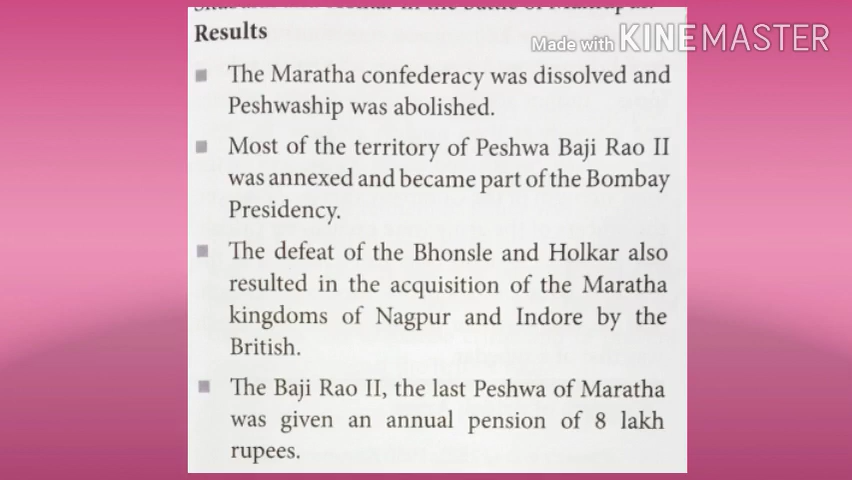 Results
Made with KINEMASTER
■ The Maratha confederacy was dissolved and
Peshwaship was abolished.
■ Most of the territory of Peshwa Baji Rao II
was annexed and became part of the Bombay
Presidency.
■ The defeat of the Bhonsle and Holkar also
resulted in the acquisition of the Maratha
kingdoms of Nagpur and Indore by the
British.
■ The Baji Rao II, the last Peshwa of Maratha
was given an annual pension of 8 lakh
rupees.